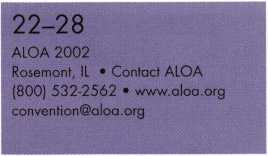 22–28
ALOA 2002
Rosemont, IL • Contact ALOA
(800) 532-2562 • www.aloa.org
convention@aloa.org